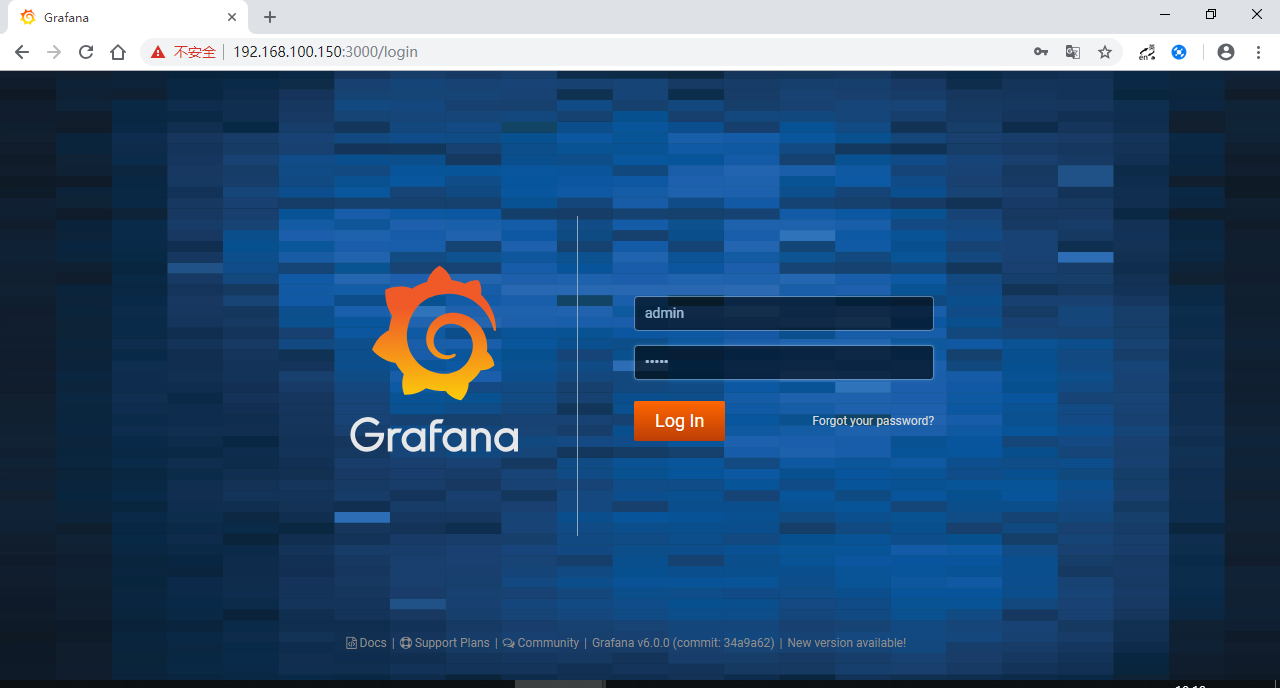 Grafana
不安全 192.168.100.150:3000/login
en
admin
•••••
Log In Forgot your password?
Grafana
Docs | Support Plans | Community | Grafana v6.0.0 (commit: 34a9a62) | New version available!